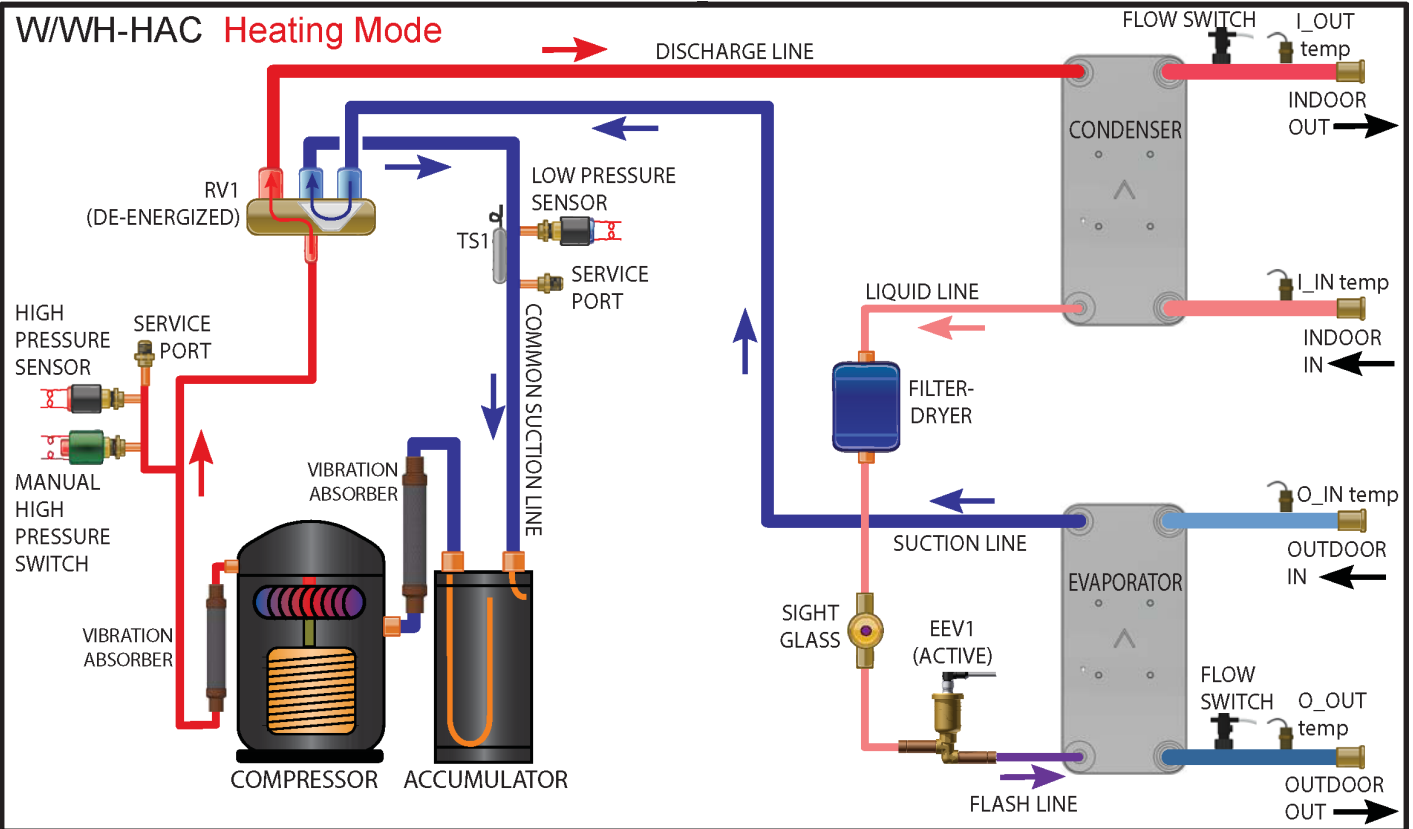 W/WH-HAC Heating Mode
DISCHARGE LINE
FLOW SWITCH
I_OUT
temp
INDOOR
OUT
CONDENSER
RV1
(DE-ENERGIZED)
LOW PRESSURE
SENSOR
TS1
SERVICE
PORT
COMMON SUCTION LINE
LIQUID LINE
I_IN temp
INDOOR
IN
HIGH
PRESSURE
SENSOR
SERVICE
PORT
MANUAL
HIGH
PRESSURE
SWITCH
FILTER-
DRYER
VIBRATION
ABSORBER
SUCTION LINE
O_IN temp
OUTDOOR
IN
EVAPORATOR
VIBRATION
ABSORBER
SIGHT
GLASS
EEV1
(ACTIVE)
FLOW
SWITCH
O_OUT
temp
OUTDOOR
OUT
COMPRESSOR
ACCUMULATOR
FLASH LINE